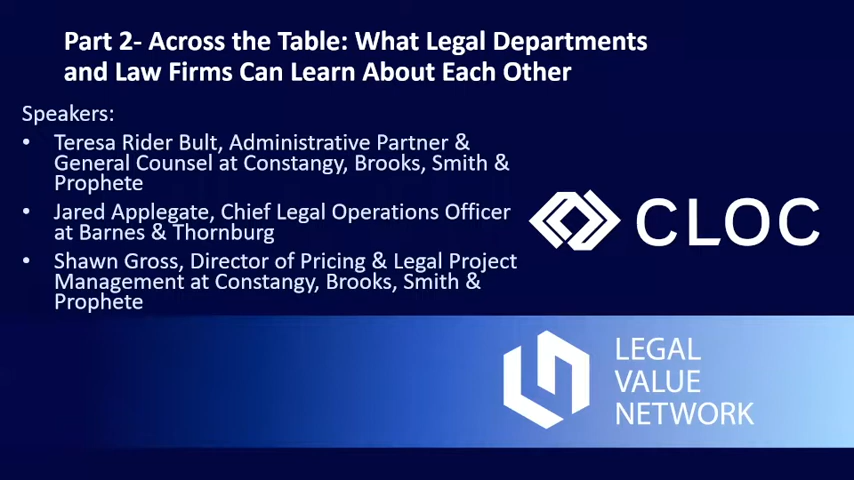 Part 2- Across the Table: What Legal Departments
and Law Firms Can Learn About Each Other
Speakers:
• Teresa Rider Bult, Administrative Partner &
General Counsel at Constangy, Brooks, Smith &
Prophete
• Jared Applegate, Chief Legal Operations Officer
at Barnes & Thornburg
• Shawn Gross, Director of Pricing & Legal Project
Management at Constangy, Brooks, Smith &
Prophete
CLOC
LEGAL
VALUE
NETWORK